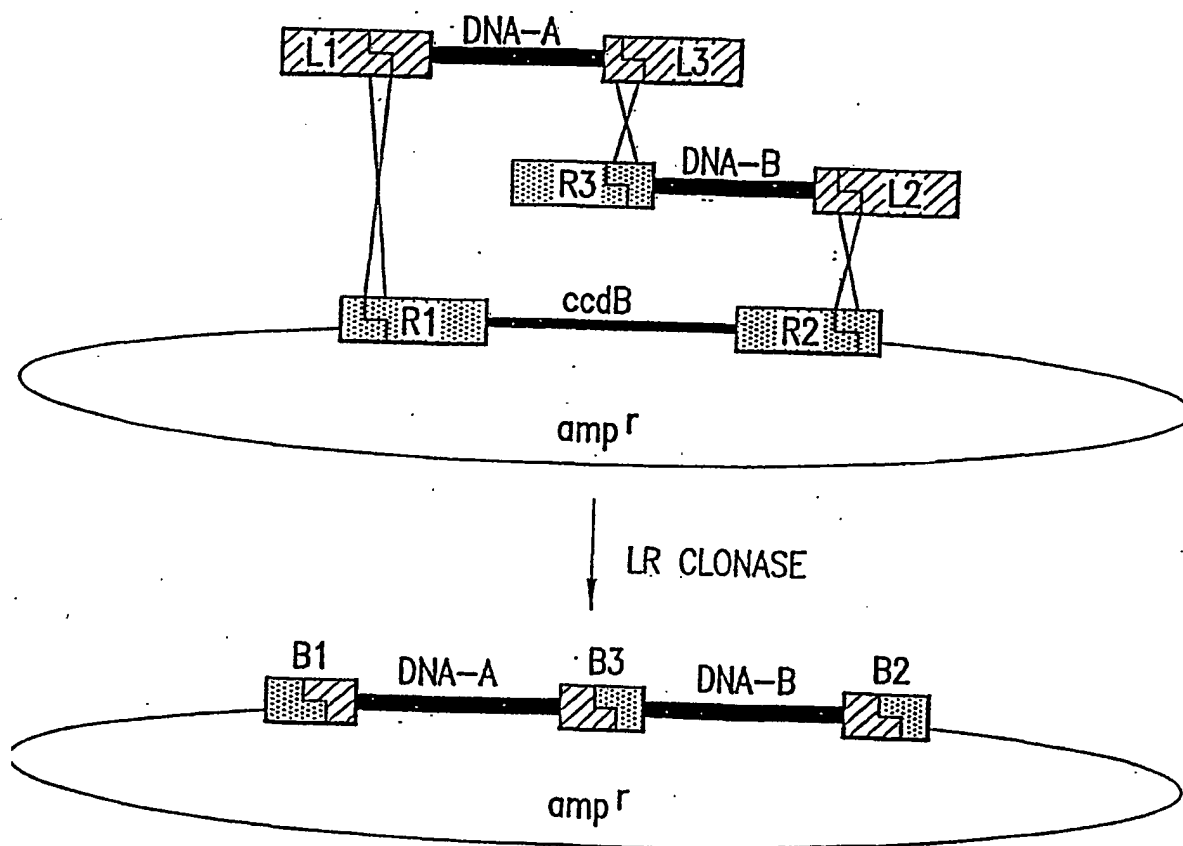 DNA-A
L1
L3
DNA-B
R3
L2
ccdB
R1
R2
amp r
LR CLONASE
B1
DNA-A
B3
DNA-B
B2
amp r